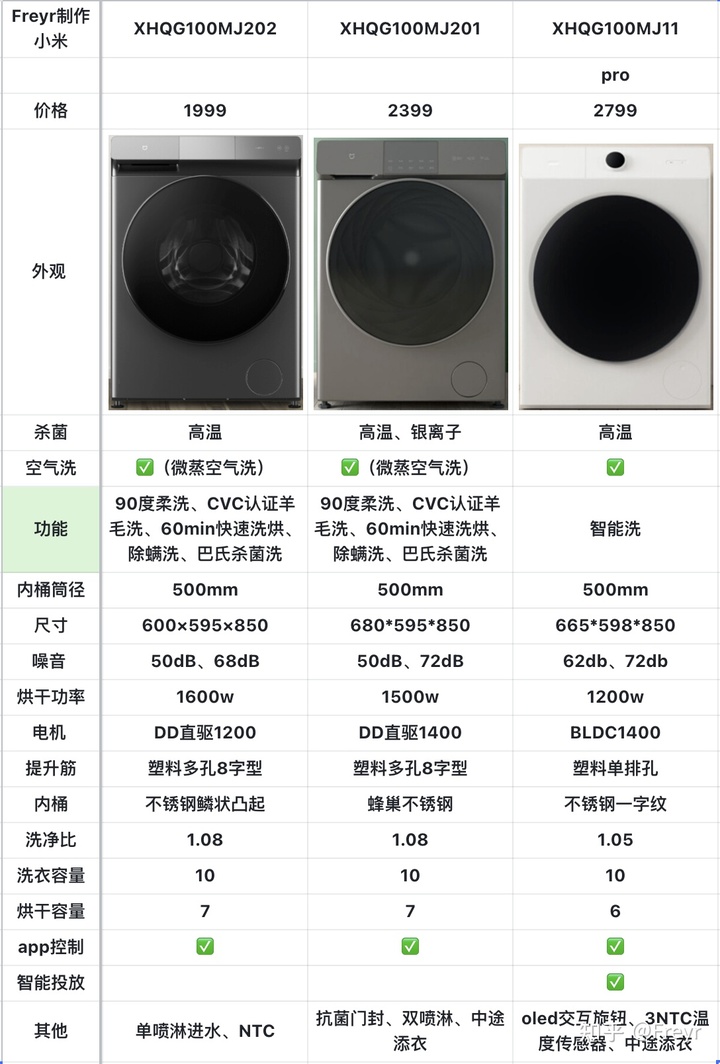 Freyr制作
小米
XHQG100MJ202
XHQG100MJ201
XHQG100MJ11
pro
价格
1999
2399
2799
外观
杀菌
高温
高温、银离子
高温
空气洗
✅（微蒸空气洗）
✅（微蒸空气洗）
✅
功能
90度柔洗、CVC认证羊
毛洗、60min快速洗烘、
除螨洗、巴氏杀菌洗
90度柔洗、CVC认证羊
毛洗、60min快速洗烘、
除螨洗、巴氏杀菌洗
智能洗
内桶筒径
500mm
500mm
500mm
尺寸
600×595×850
680*595*850
665*598*850
噪音
50dB、68dB
50dB、72dB
62db、72db
烘干功率
1600w
1500w
1200w
电机
DD直驱1200
DD直驱1400
BLDC1400
提升筋
塑料多孔8字型
塑料多孔8字型
塑料单排孔
内桶
不锈钢鳞状凸起
蜂巢不锈钢
不锈钢一字纹
洗净比
1.08
1.08
1.05
洗衣容量
10
10
10
烘干容量
7
7
6
app控制
✅
✅
✅
智能投放
✅
其他
单喷淋进水、NTC
抗菌门封、双喷淋、中途
添衣
oled交互旋钮、3NTC温
度传感器、中途添衣
知乎 @Freyr